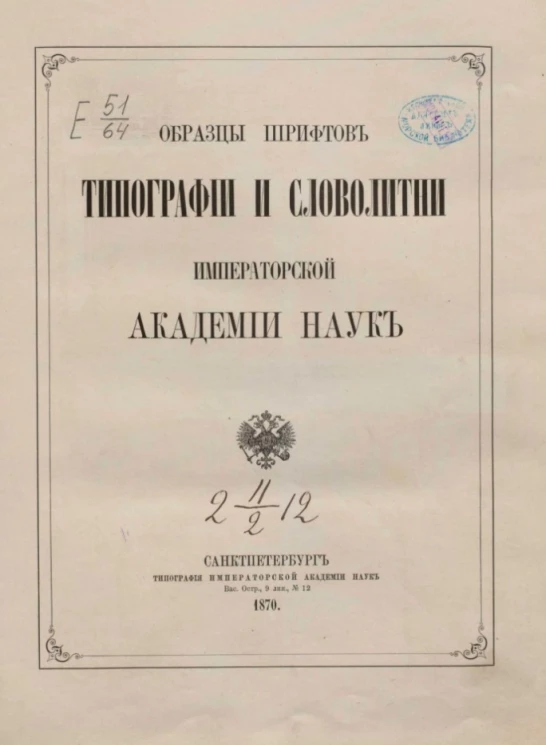 E 51/64
ОБРАЗЦЫ ШРИФТОВЪ
ТИПОГРАФІИ И СЛОВОЛИТНИ
ИМПЕРАТОРСКОЙ
АКАДЕМІИ НАУКЪ
2 11/2 12
САНКТПЕТЕРБУРГЪ
ТИПОГРАФІЯ ИМПЕРАТОРСКОЙ АКАДЕМІИ НАУКЪ
Вас. Остр., 9 лин., № 12
1870.